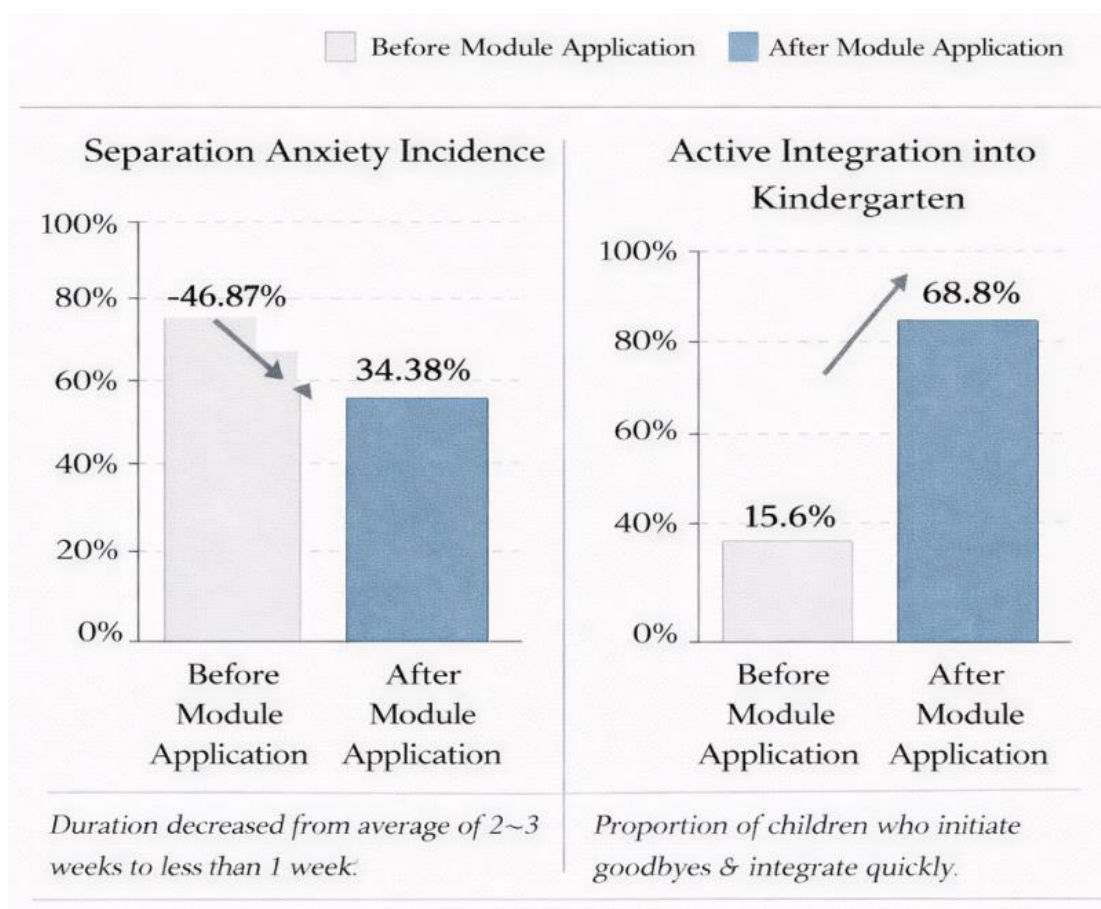 Before Module Application
After Module Application
Separation Anxiety Incidence
100%
80%
60%
40%
20%
0%
-46.87%
34.38%
Before
Module
Application
After
Module
Application
Duration decreased from average of 2~3
weeks to less than 1 week.
Active Integration into
Kindergarten
100%
80%
60%
40%
0%
15.6%
68.8%
Before
Module
Application
After
Module
Application
Proportion of children who initiate
goodbyes & integrate quickly.